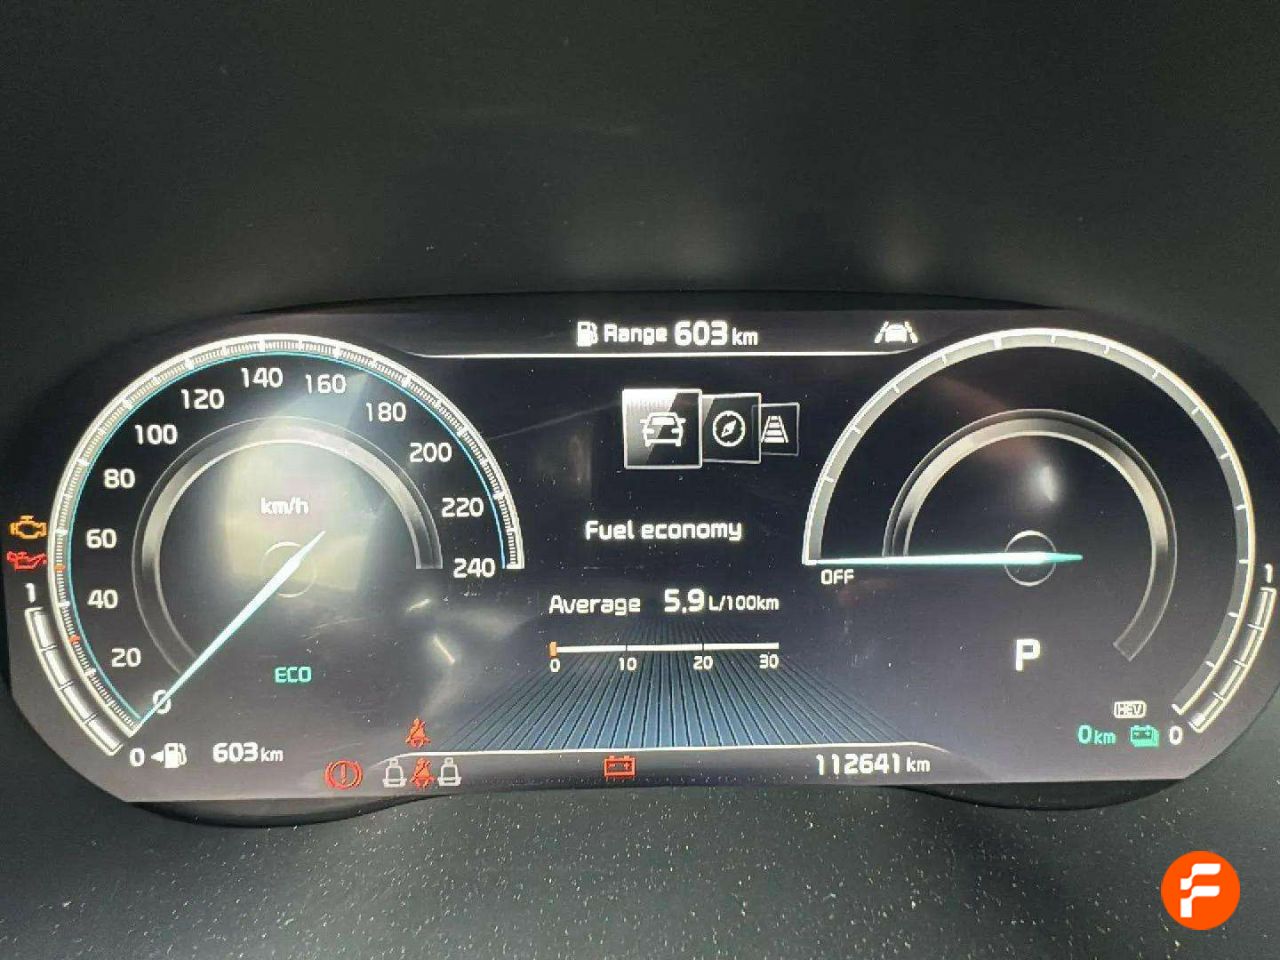 Range 603 km
140 160
120 180
100 200
80 220
60 240
40
20
0
km/h
ECO
1
0
603 km
Fuel economy
Average 5.9 L/100km
0 10 20 30
112641 km
OFF
P
HEV
0 km
1
0
F